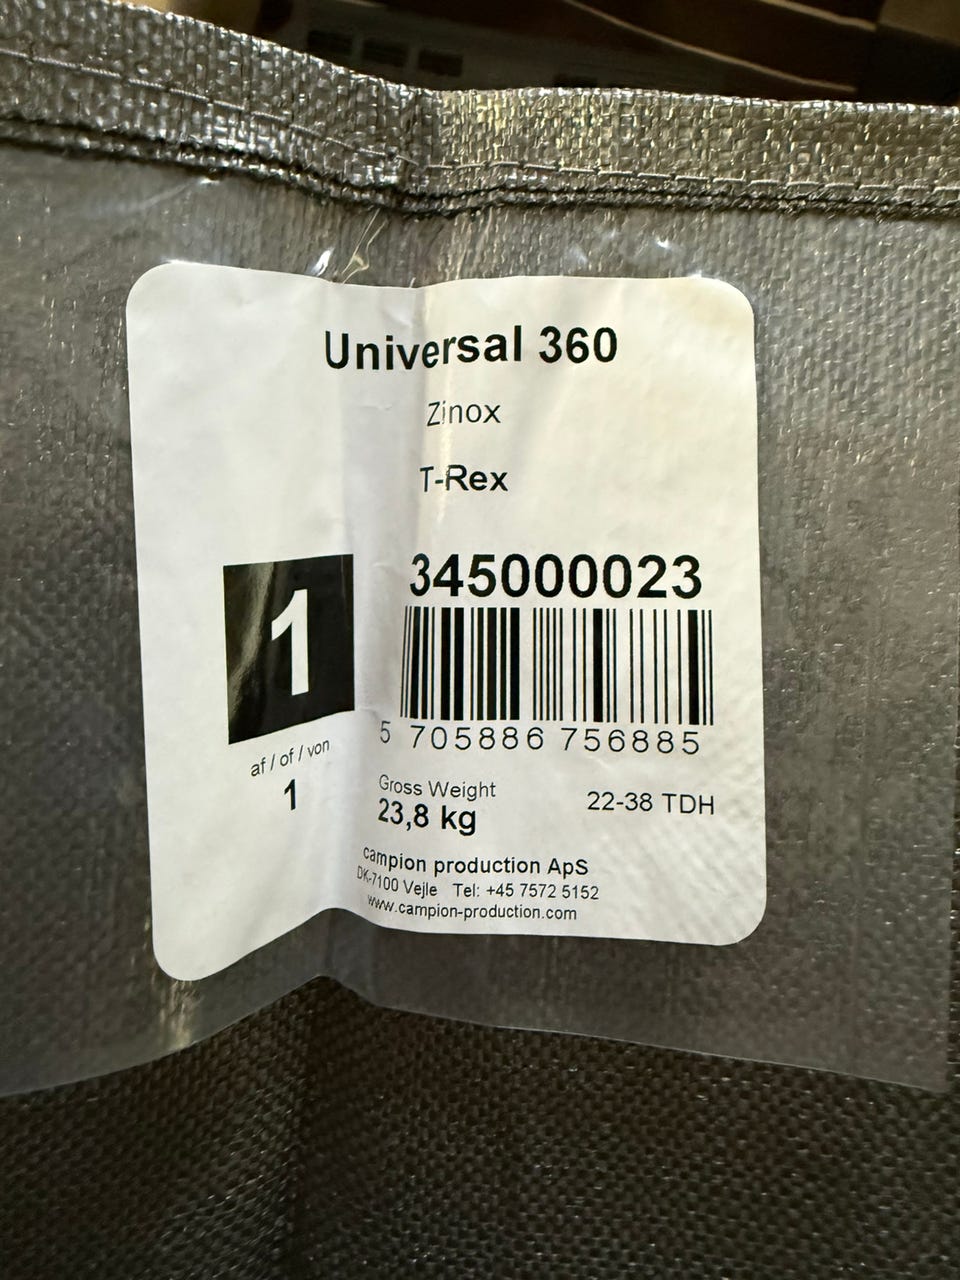 Universal 360
Zinox
T-Rex
345000023
1
5 705886 756885
af / of / von
1
Gross Weight
23,8 kg
22-38 TDH
campion production ApS
DK-7100 Vejle Tel: +45 7572 5152
www.campion-production.com